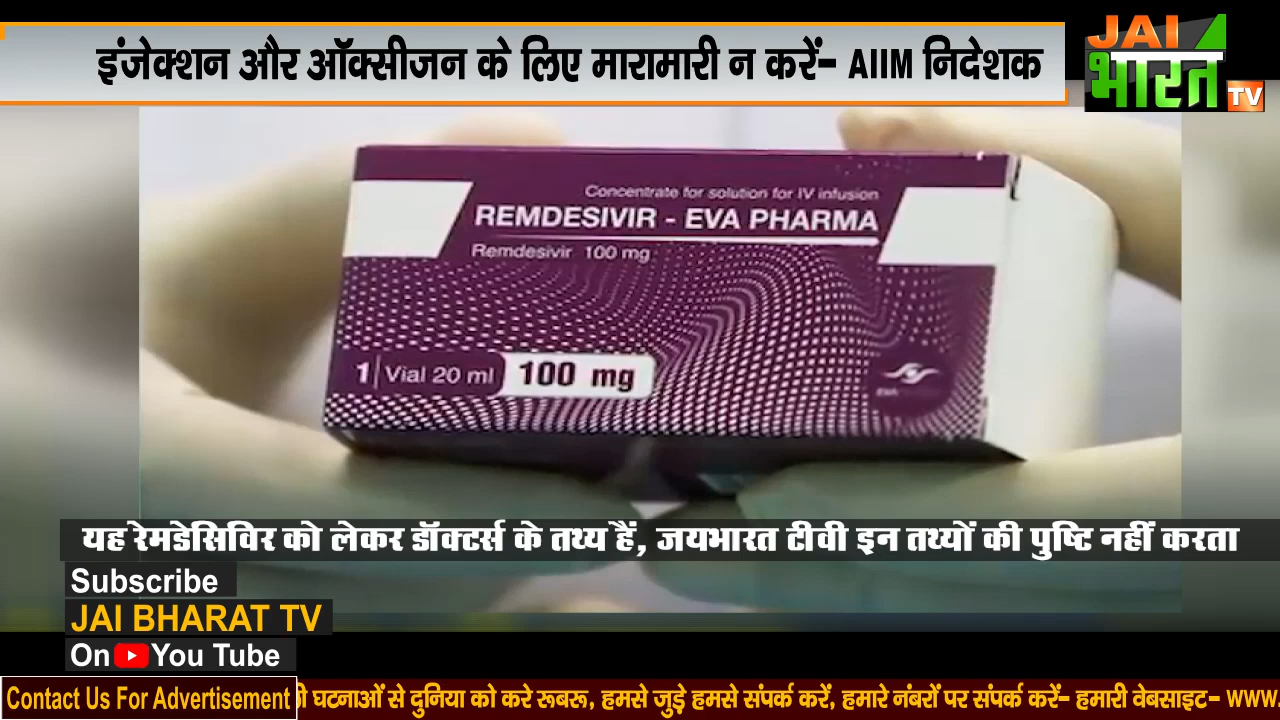 इंजेक्शन और ऑक्सीजन के लिए मारामारी न करें- AIIM निदेशक
JAI
भारत
TV
Concentrate for solution for IV infusion
REMDESIVIR - EVA PHARMA
Remdesivir 100 mg
1 Vial 20 ml 100 mg
EVA
यह रेमडेसिविर को लेकर डॉक्टर्स के तथ्य हैं, जयभारत टीवी इन तथ्यों की पुष्टि नहीं करता
Subscribe
JAI BHARAT TV
On You Tube
Contact Us For Advertisement घटनाओं से दुनिया को करे रूबरू, हमसे जुड़े हमसे संपर्क करें, हमारे नंबरों पर संपर्क करें- हमारी वेबसाइट- www.